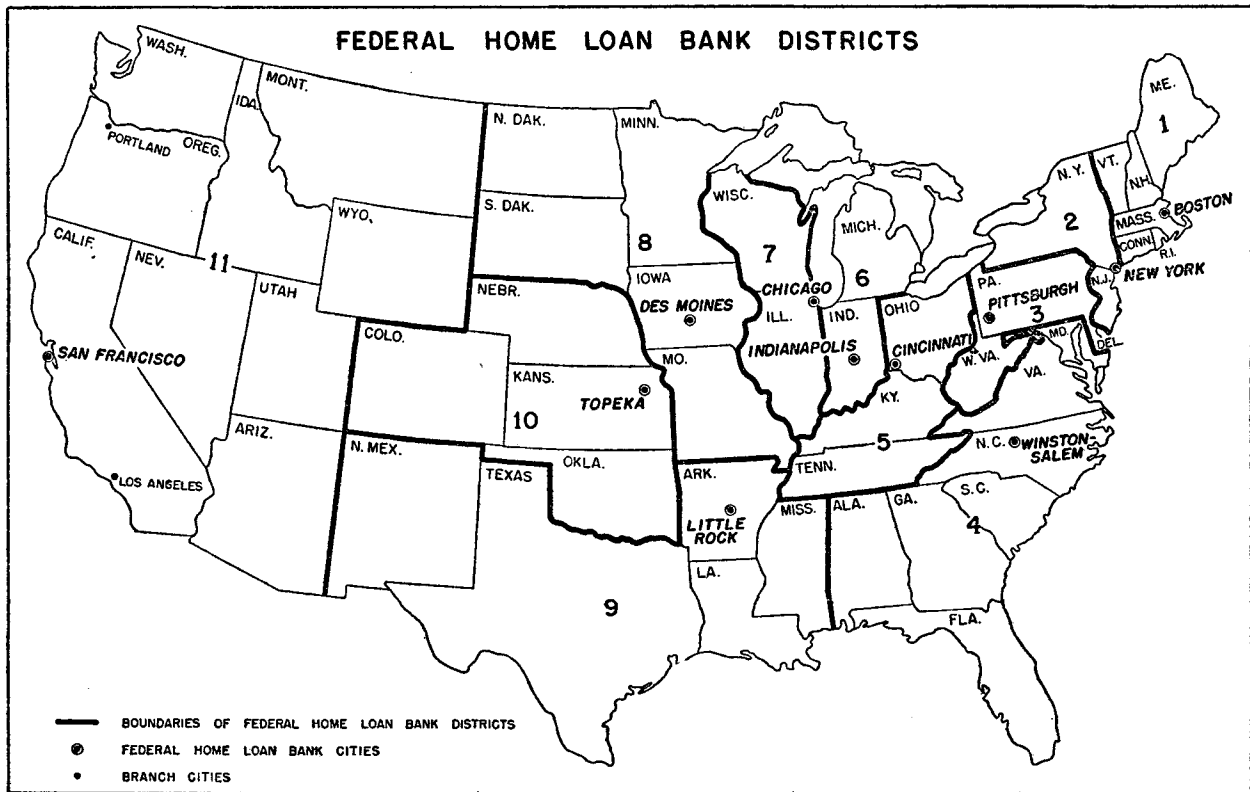 FEDERAL HOME LOAN BANK DISTRICTS
WASH.
MONT.
IDA.
N. DAK.
MINN.
ME.
1
PORTLAND
OREG.
WISC.
N.Y.
VT.
N.H.
S. DAK.
WYO.
MICH.
MASS.
BOSTON
2
CALIF.
NEV.
11
8
7
6
CONN.
R.I.
UTAH
IOWA
CHICAGO
NEBR.
DES MOINES
ILL.
IND.
OHIO
PA.
N.J.
NEW YORK
PITTSBURGH
3
COLO.
SAN FRANCISCO
INDIANAPOLIS
CINCINNATI
MD.
DEL.
MO.
W. VA.
VA.
KANS.
TOPEKA
10
KY.
ARIZ.
N. MEX.
5
N.C.
WINSTON-
SALEM
TEXAS
OKLA.
ARK.
TENN.
LOS ANGELES
S.C.
MISS.
ALA.
GA.
LITTLE
ROCK
4
LA.
9
FLA.
BOUNDARIES OF FEDERAL HOME LOAN BANK DISTRICTS
FEDERAL HOME LOAN BANK CITIES
BRANCH CITIES